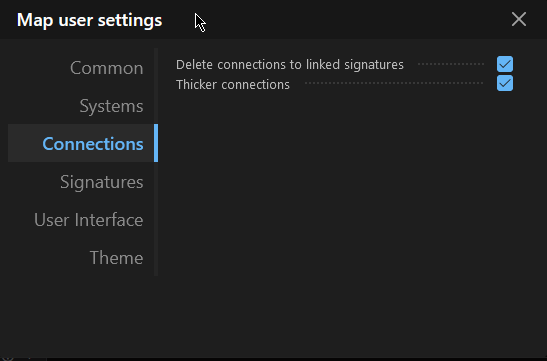 Map user settings
Common
Systems
Connections
Signatures
User Interface
Theme
Delete connections to linked signatures
Thicker connections